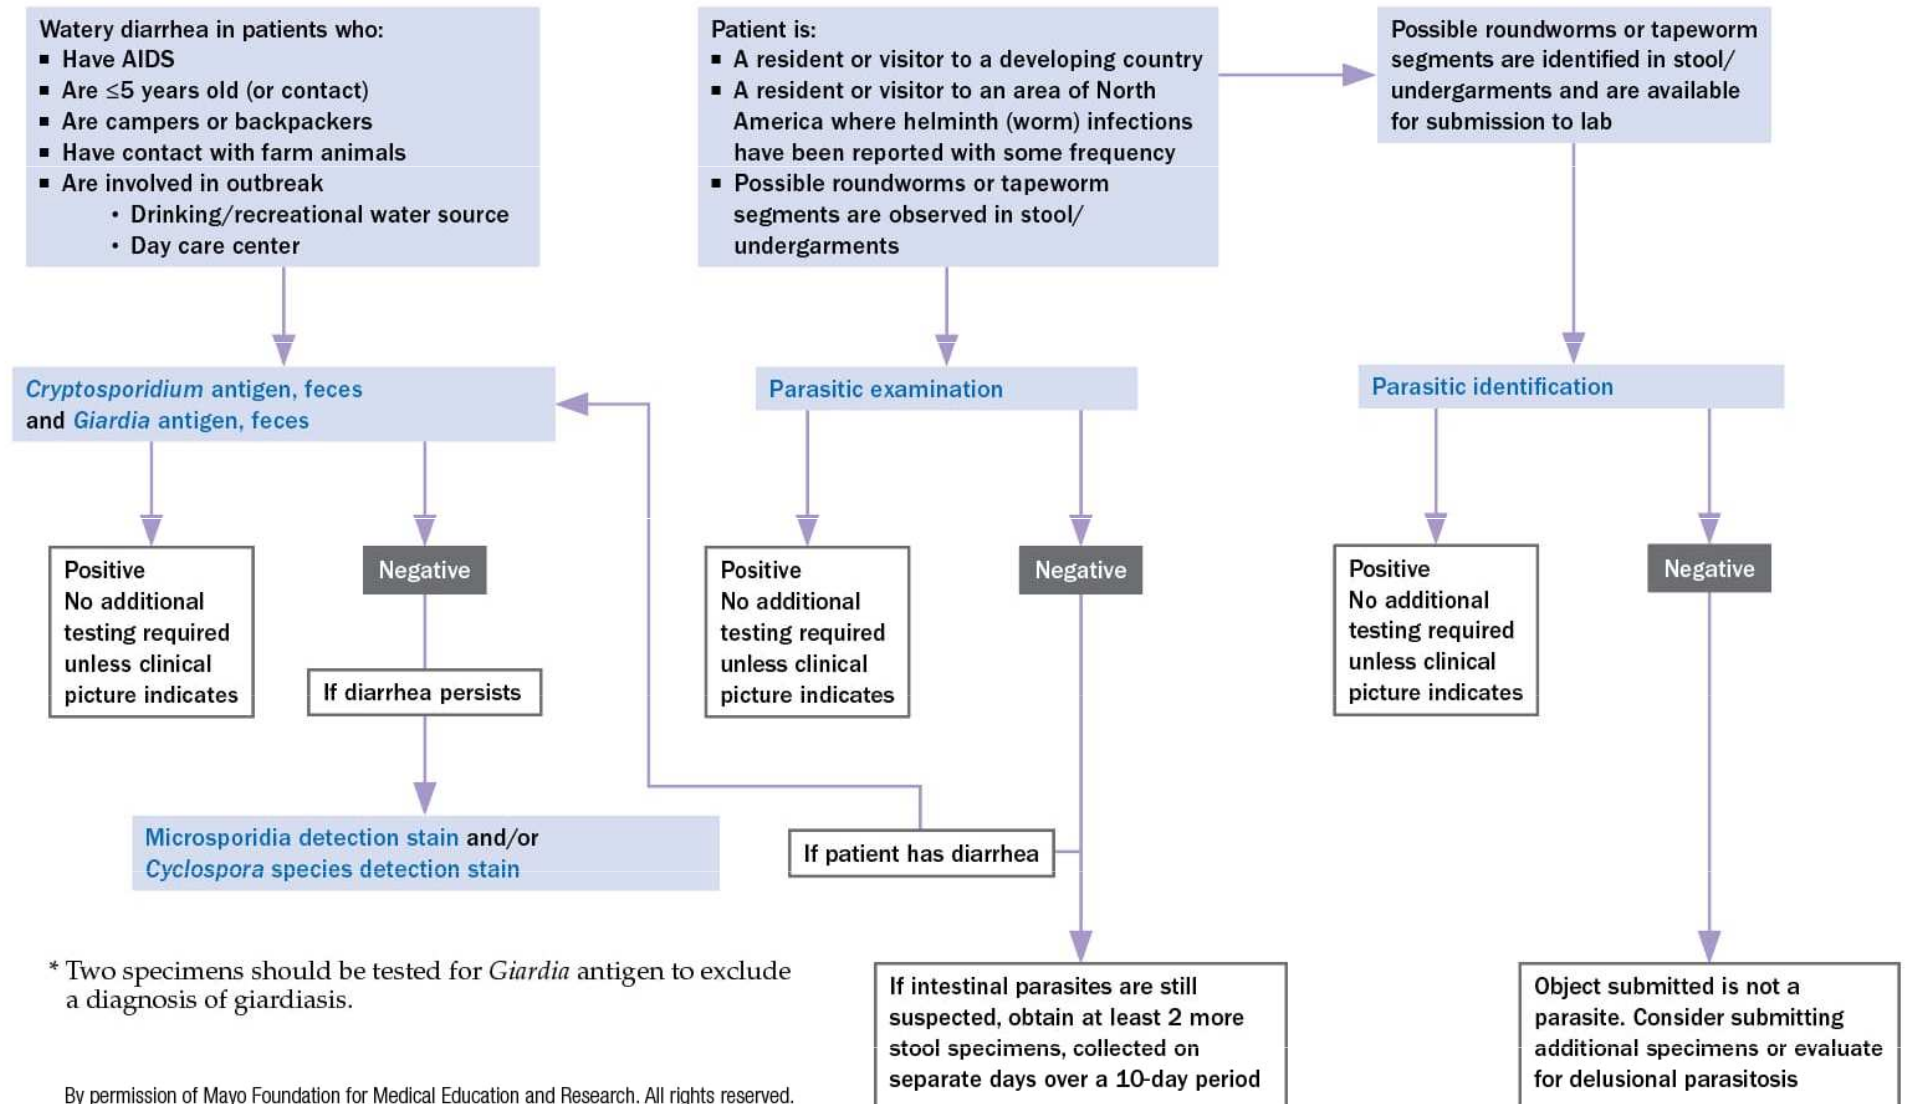 Watery diarrhea in patients who:
▪ Have AIDS
▪ Are ≤5 years old (or contact)
▪ Are campers or backpackers
▪ Have contact with farm animals
▪ Are involved in outbreak
• Drinking/recreational water source
• Day care center
Patient is:
▪ A resident or visitor to a developing country
▪ A resident or visitor to an area of North
America where helminth (worm) infections
have been reported with some frequency
▪ Possible roundworms or tapeworm
segments are observed in stool/
undergarments
Possible roundworms or tapeworm
segments are identified in stool/
undergarments and are available
for submission to lab
Cryptosporidium antigen, feces
and Giardia antigen, feces
Parasitic examination
Parasitic identification
Positive
No additional
testing required
unless clinical
picture indicates
Negative
If diarrhea persists
Microsporidia detection stain and/or
Cyclospora species detection stain
Positive
No additional
testing required
unless clinical
picture indicates
Negative
If patient has diarrhea
If intestinal parasites are still
suspected, obtain at least 2 more
stool specimens, collected on
separate days over a 10-day period
Positive
No additional
testing required
unless clinical
picture indicates
Negative
Object submitted is not a
parasite. Consider submitting
additional specimens or evaluate
for delusional parasitosis
* Two specimens should be tested for Giardia antigen to exclude
a diagnosis of giardiasis.
By permission of Mayo Foundation for Medical Education and Research. All rights reserved.